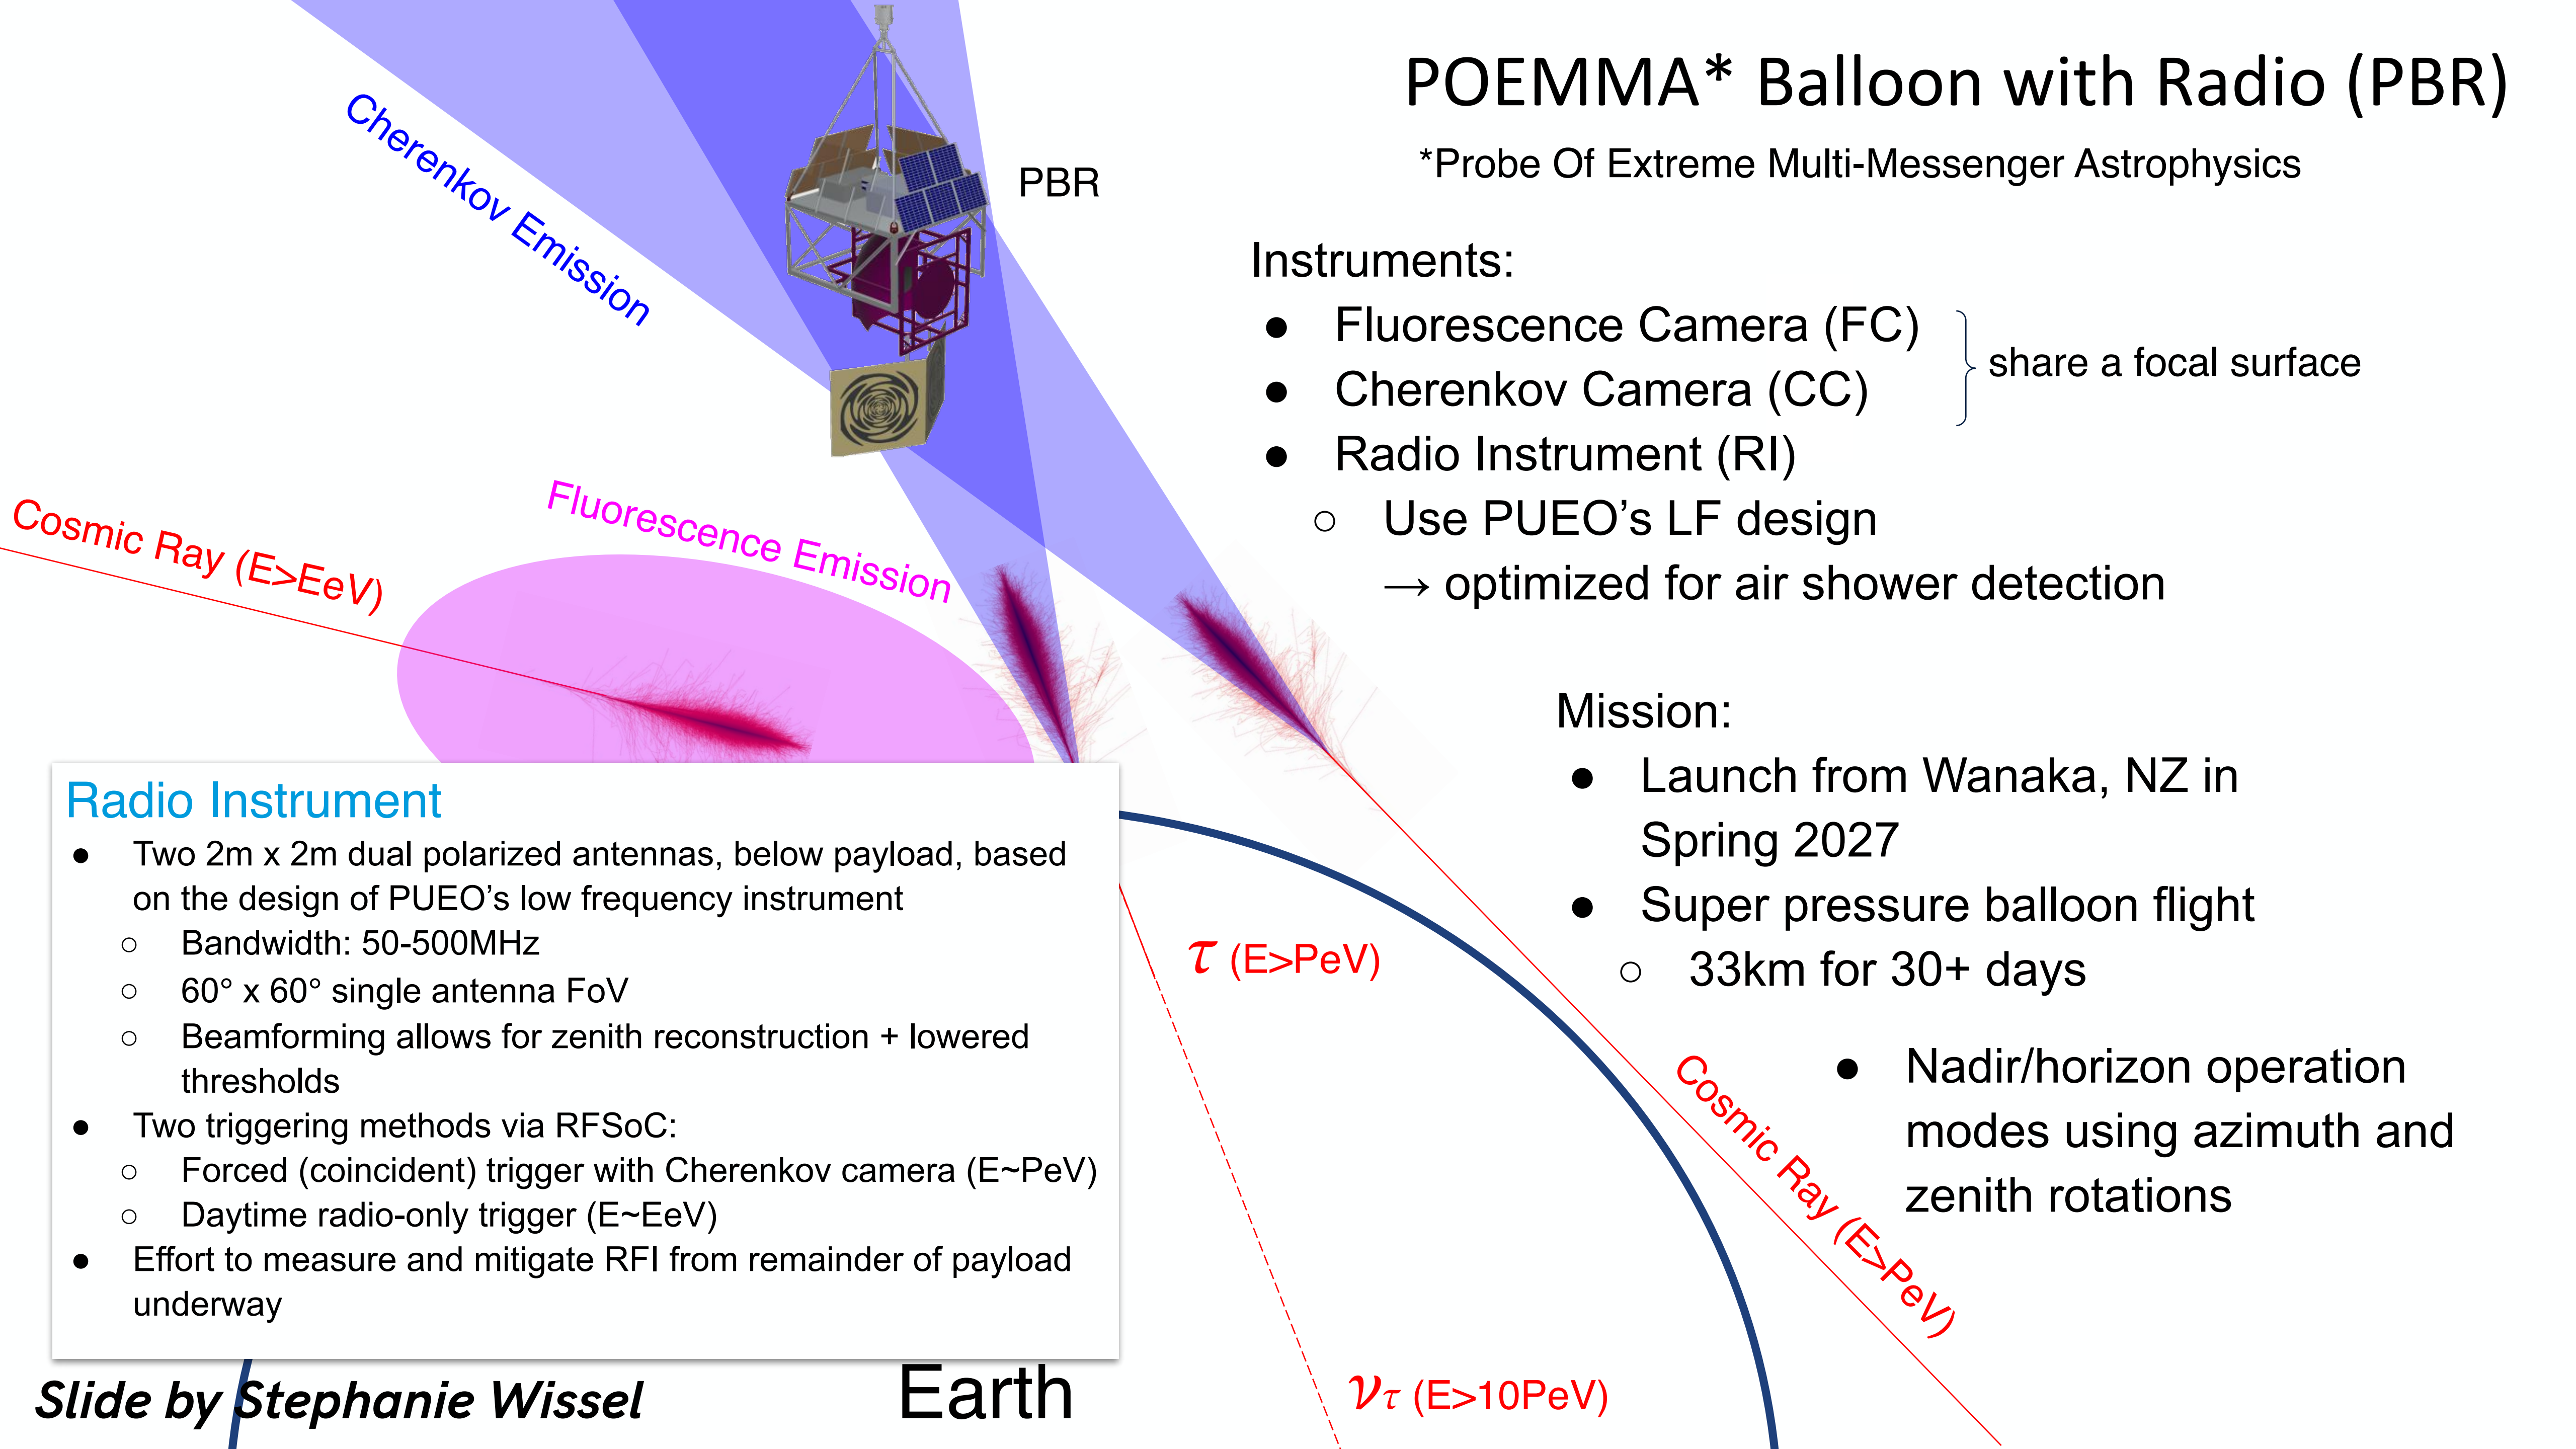 POEMMA* Balloon with Radio (PBR)
*Probe Of Extreme Multi-Messenger Astrophysics
Cherenkov Emission
PBR
Instruments:
● Fluorescence Camera (FC)
● Cherenkov Camera (CC)
share a focal surface
● Radio Instrument (RI)
○ Use PUEO’s LF design
→ optimized for air shower detection
Cosmic Ray (E>EeV)
Fluorescence Emission
Mission:
● Launch from Wanaka, NZ in
Spring 2027
● Super pressure balloon flight
○ 33km for 30+ days
● Nadir/horizon operation
modes using azimuth and
zenith rotations
Radio Instrument
● Two 2m x 2m dual polarized antennas, below payload, based
on the design of PUEO’s low frequency instrument
○ Bandwidth: 50-500MHz
○ 60° x 60° single antenna FoV
○ Beamforming allows for zenith reconstruction + lowered
thresholds
● Two triggering methods via RFSoC:
○ Forced (coincident) trigger with Cherenkov camera (E~PeV)
○ Daytime radio-only trigger (E~EeV)
● Effort to measure and mitigate RFI from remainder of payload
underway
τ (E>PeV)
Cosmic Ray (E>PeV)
ντ (E>10PeV)
Earth
Slide by Stephanie Wissel